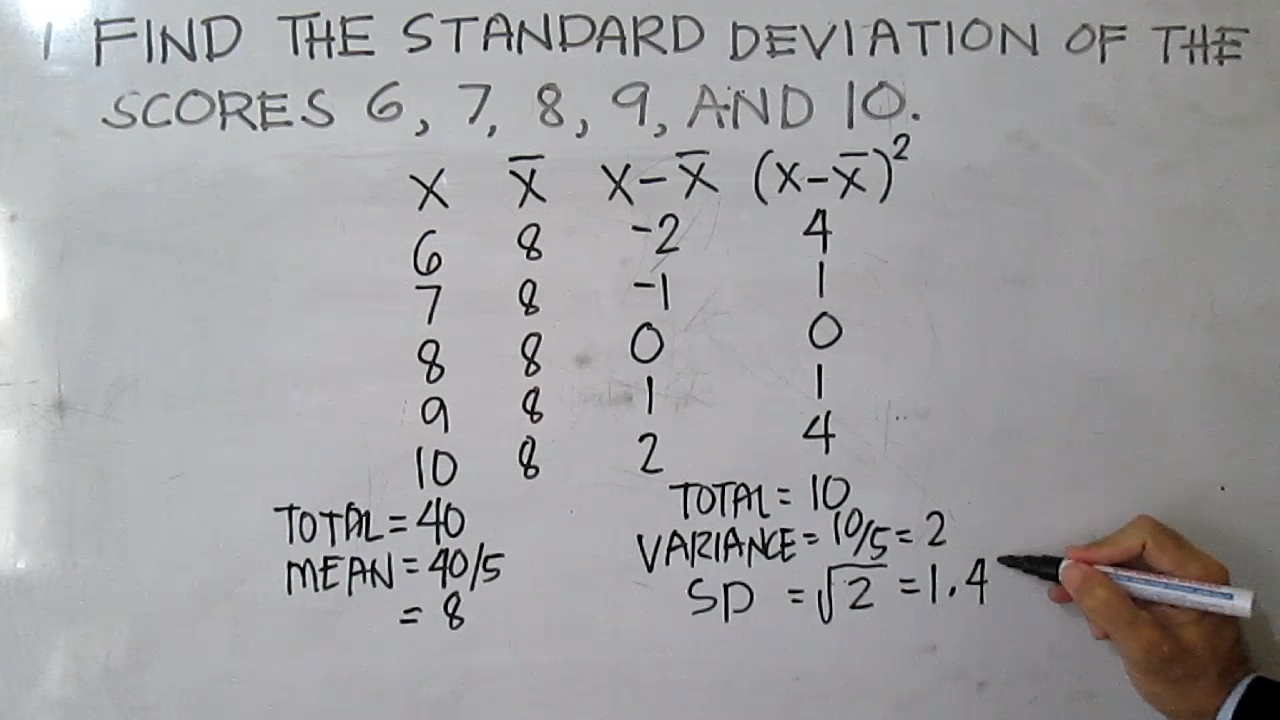 1 FIND THE STANDARD DEVIATION OF THE
SCORES 6, 7, 8, 9, AND 10.
X X̅ X-X̅ (X-X̅)²
6 8 -2 4
7 8 -1 1
8 8 0 0
9 8 1 1
10 8 2 4
TOTAL = 40
MEAN = 40/5
= 8
TOTAL = 10
VARIANCE = 10/5 = 2
SD = √2 = 1.4